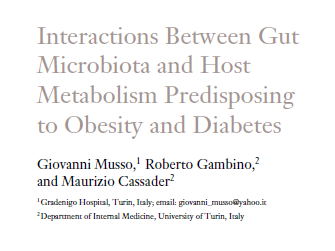 Interactions Between Gut
Microbiota and Host
Metabolism Predisposing
to Obesity and Diabetes
Giovanni Musso,¹ Roberto Gambino,²
and Maurizio Cassader²
¹Gradenigo Hospital, Turin, Italy; email: giovanni_musso@yahoo.it
²Department of Internal Medicine, University of Turin, Italy